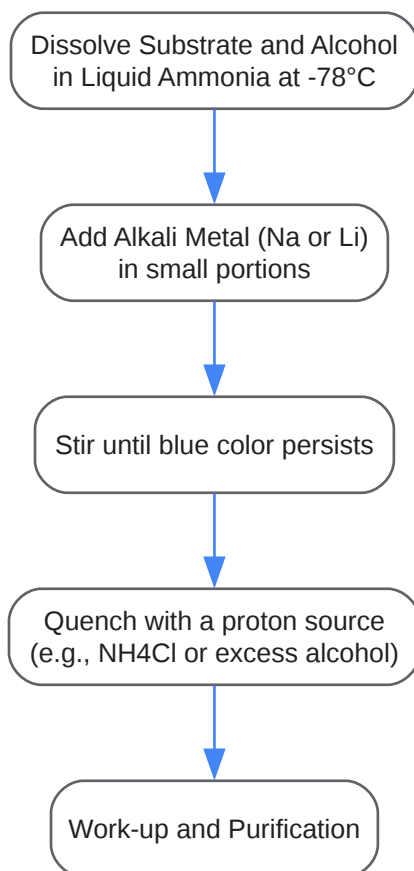 Dissolve Substrate and Alcohol
in Liquid Ammonia at -78°C
Add Alkali Metal (Na or Li)
in small portions
Stir until blue color persists
Quench with a proton source
(e.g., NH4Cl or excess alcohol)
Work-up and Purification